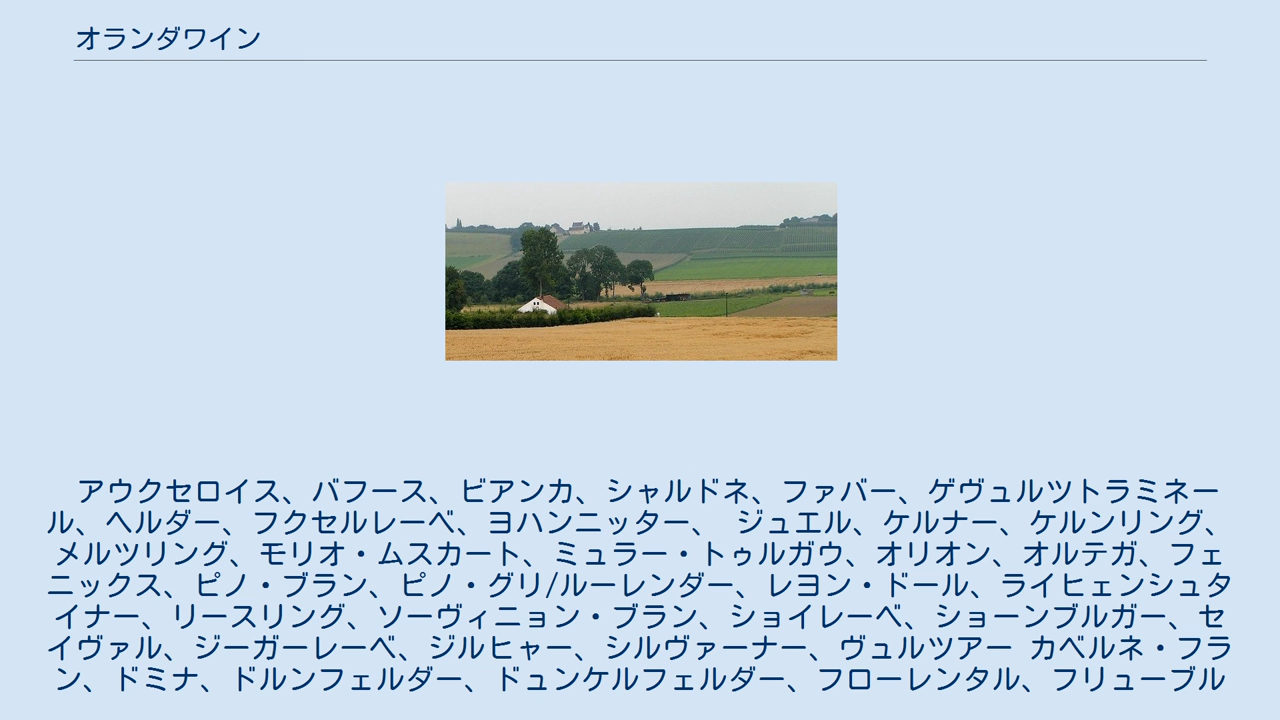 オランダワイン
アウクセロイス、バフース、ビアンカ、シャルドネ、ファバー、ゲヴュルツトラミネー
ル、ヘルダー、フクセルレーベ、ヨハンニッター、 ジュエル、ケルナー、ケルンリング、
メルツリング、モリオ・ムスカート、ミュラー・トゥルガウ、オリオン、オルテガ、フェ
ニックス、ピノ・ブラン、ピノ・グリ/ルーレンダー、レヨン・ドール、ライヒェンシュタ
イナー、リースリング、ソーヴィニョン・ブラン、ショイレーベ、ショーンブルガー、セ
イヴァル、ジーガーレーベ、ジルヒャー、シルヴァーナー、ヴュルツアー カベルネ・フラ
ン、ドミナ、ドルンフェルダー、ドュンケルフェルダー、フローレンタル、フリューブル